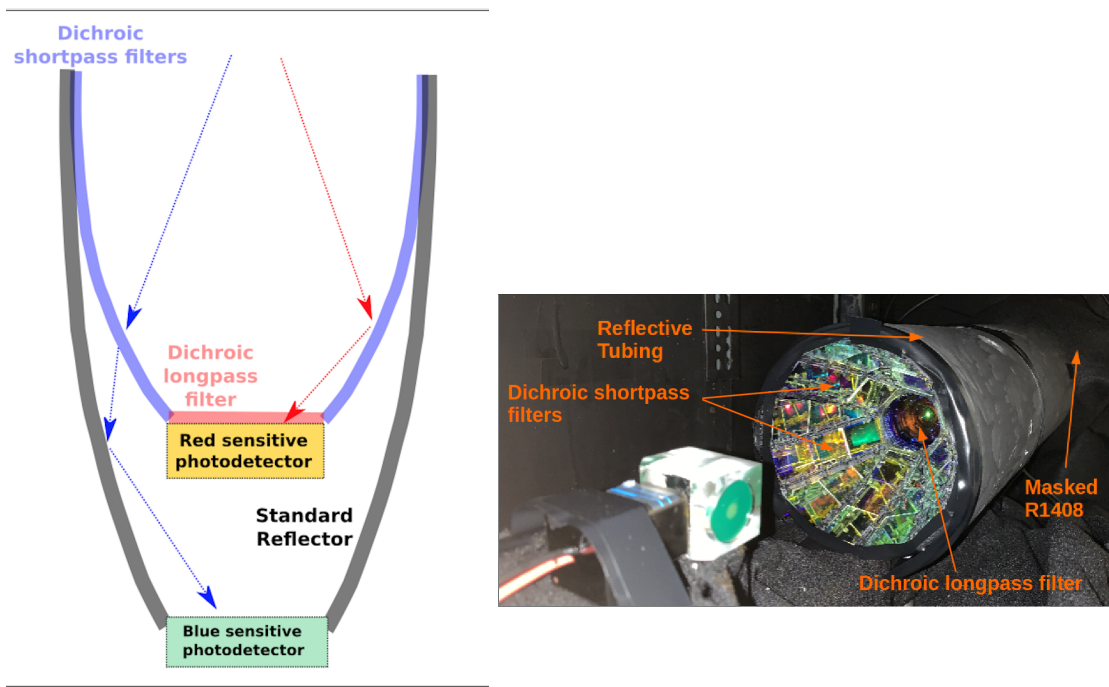 Dichroic
shortpass filters
Dichroic
longpass
filter
Red sensitive
photodetector
Standard
Reflector
Blue sensitive
photodetector
Reflective
Tubing
Dichroic shortpass
filters
Masked
R1408
Dichroic longpass filter